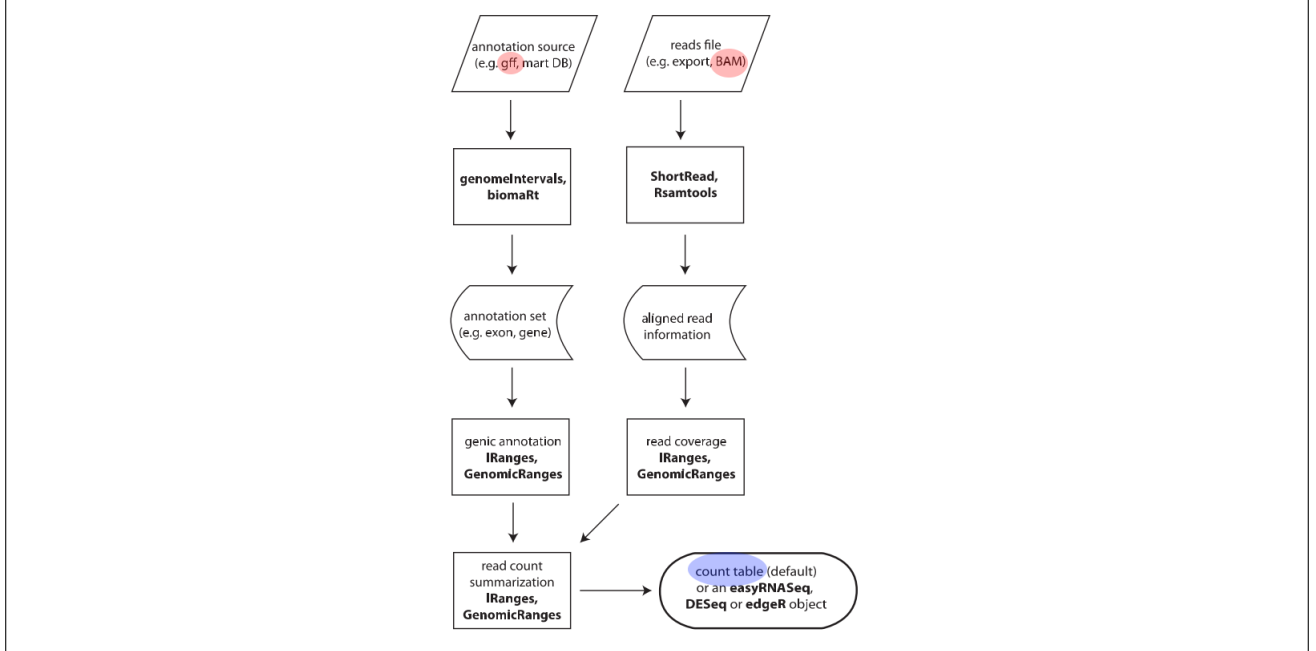 annotation source
(e.g. gff, mart DB)
reads file
(e.g. export, BAM)
genomeIntervals,
biomaRt
ShortRead,
Rsamtools
annotation set
(e.g. exon, gene)
aligned read
information
genic annotation
IRanges,
GenomicRanges
read coverage
IRanges,
GenomicRanges
read count
summarization
IRanges,
GenomicRanges
count table (default)
or an easyRNASeq,
DESeq or edgeR object